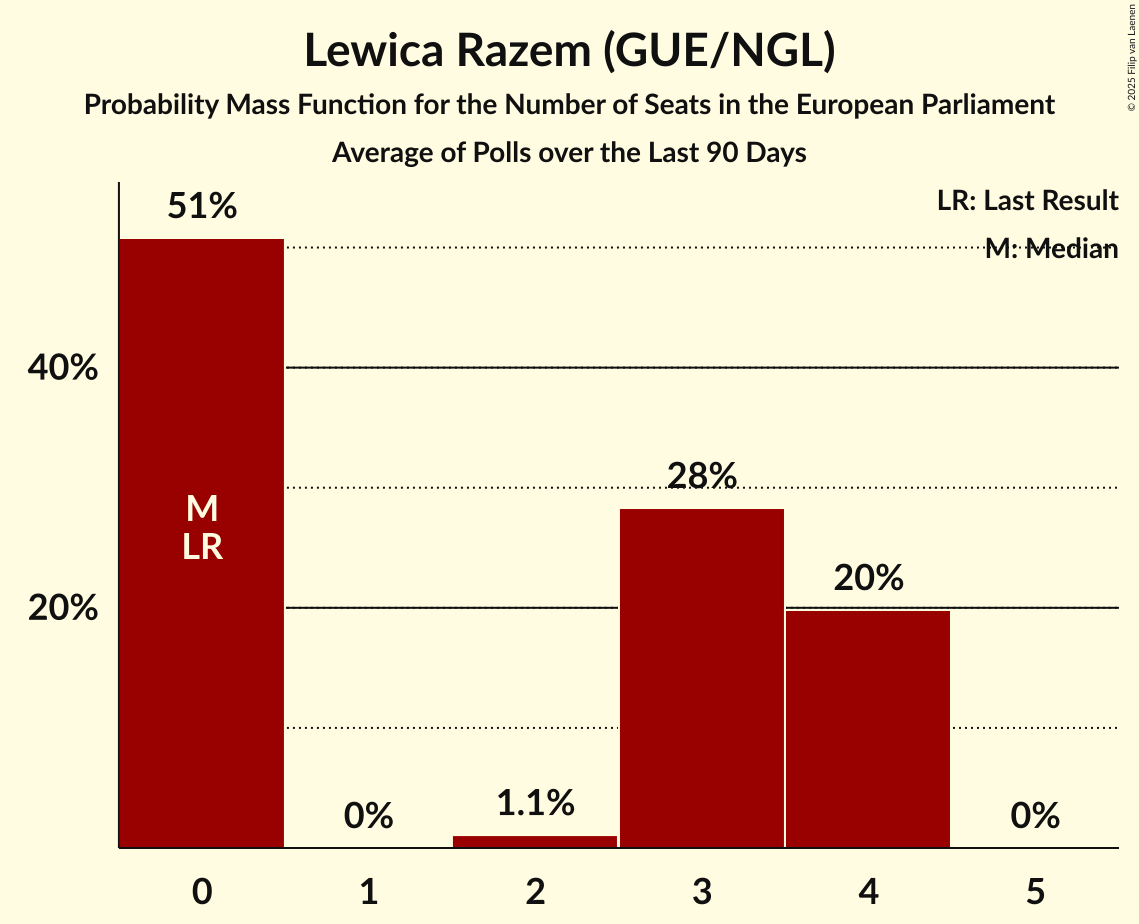 Lewica Razem (GUE/NGL)
Probability Mass Function for the Number of Seats in the European Parliament
Average of Polls over the Last 90 Days
© 2025 Filip van Laenen
LR: Last Result
M: Median
51%
40%
28%
M
LR
20%
20%
1.1%
0%
0%
0 1 2 3 4 5